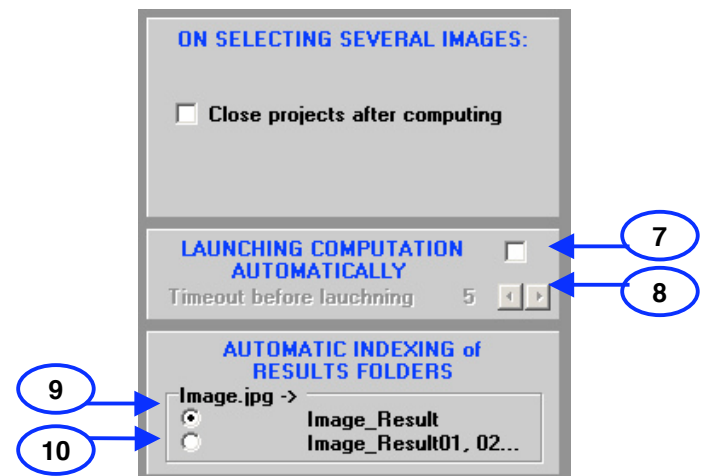 ON SELECTING SEVERAL IMAGES:
Close projects after computing
LAUNCHING COMPUTATION
AUTOMATICALLY
7
Timeout before lauchning 5
8
AUTOMATIC INDEXING of
RESULTS FOLDERS
9
Image.jpg ->
Image_Result
10
Image_Result01, 02...